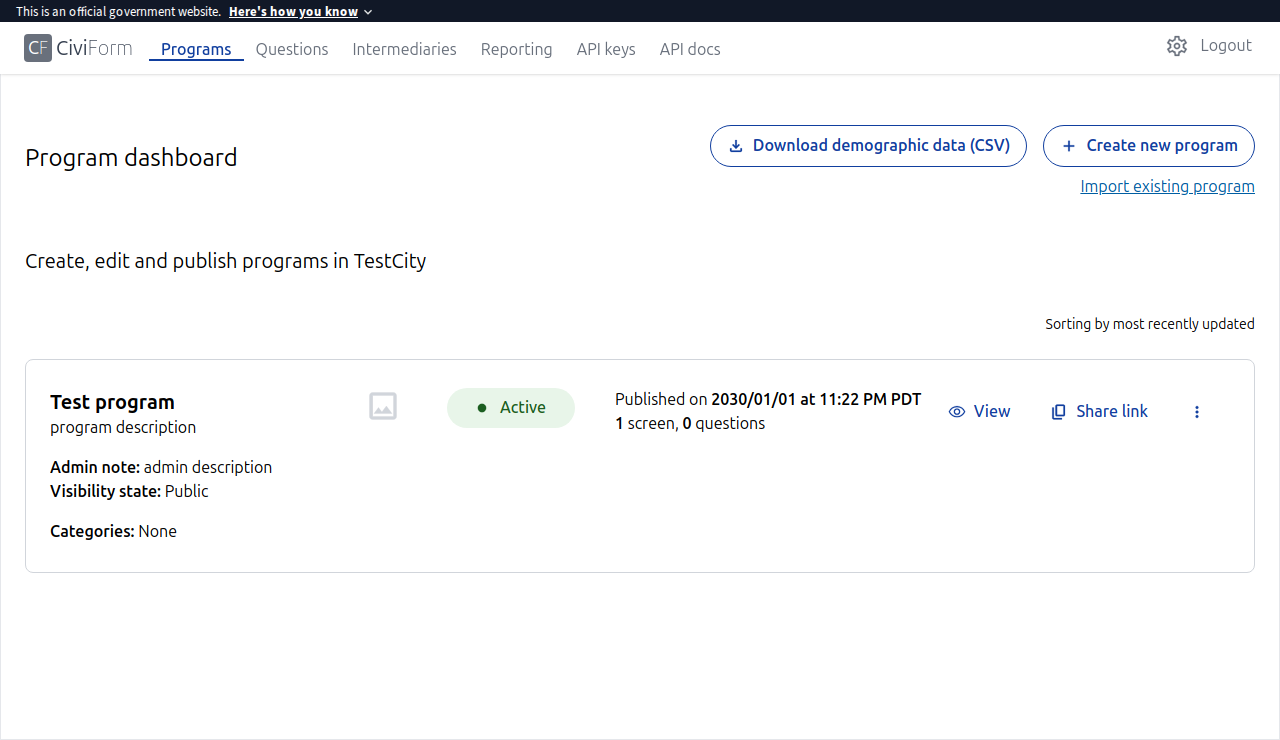 This is an official government website. Here's how you know
CF CiviForm Programs Questions Intermediaries Reporting API keys API docs Logout
Program dashboard
Download demographic data (CSV)
Create new program
Import existing program
Create, edit and publish programs in TestCity
Sorting by most recently updated
Test program
program description
Admin note: admin description
Visibility state: Public
Categories: None
Active
Published on 2030/01/01 at 11:22 PM PDT
1 screen, 0 questions
View
Share link